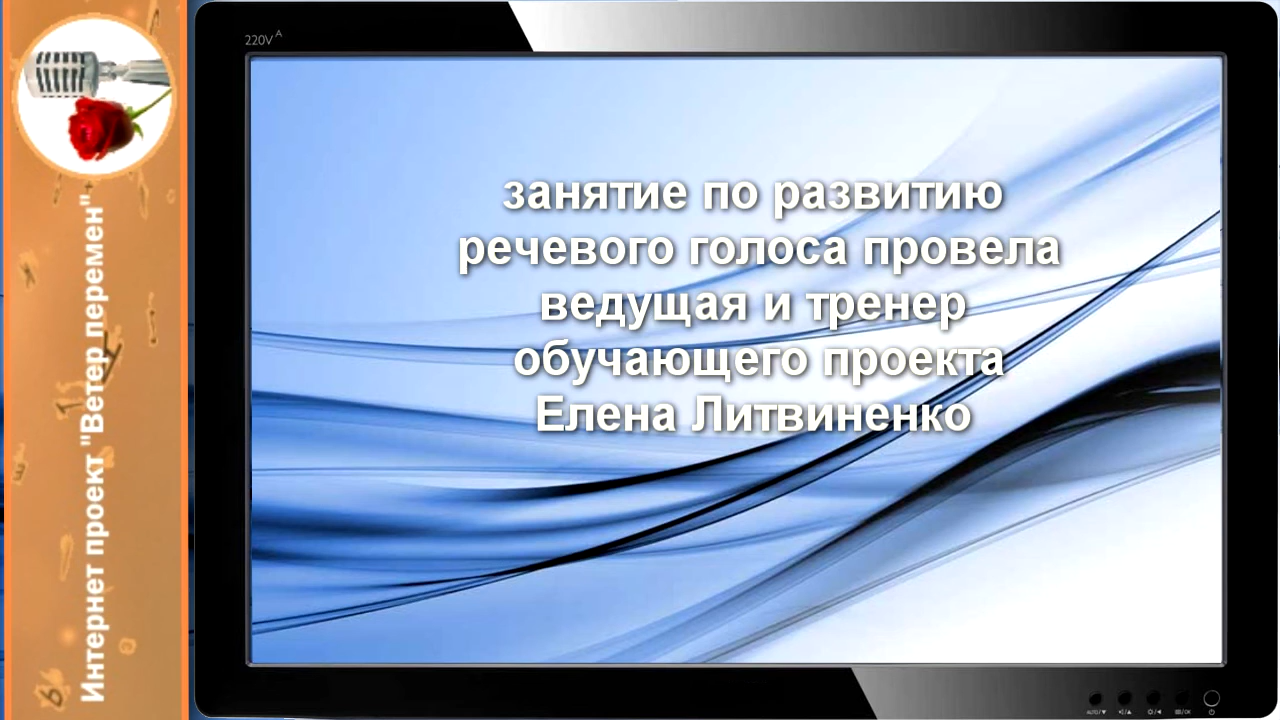 Интернет проект "Ветер перемен"
220V A
занятие по развитию
речевого голоса провела
ведущая и тренер
обучающего проекта
Елена Литвиненко